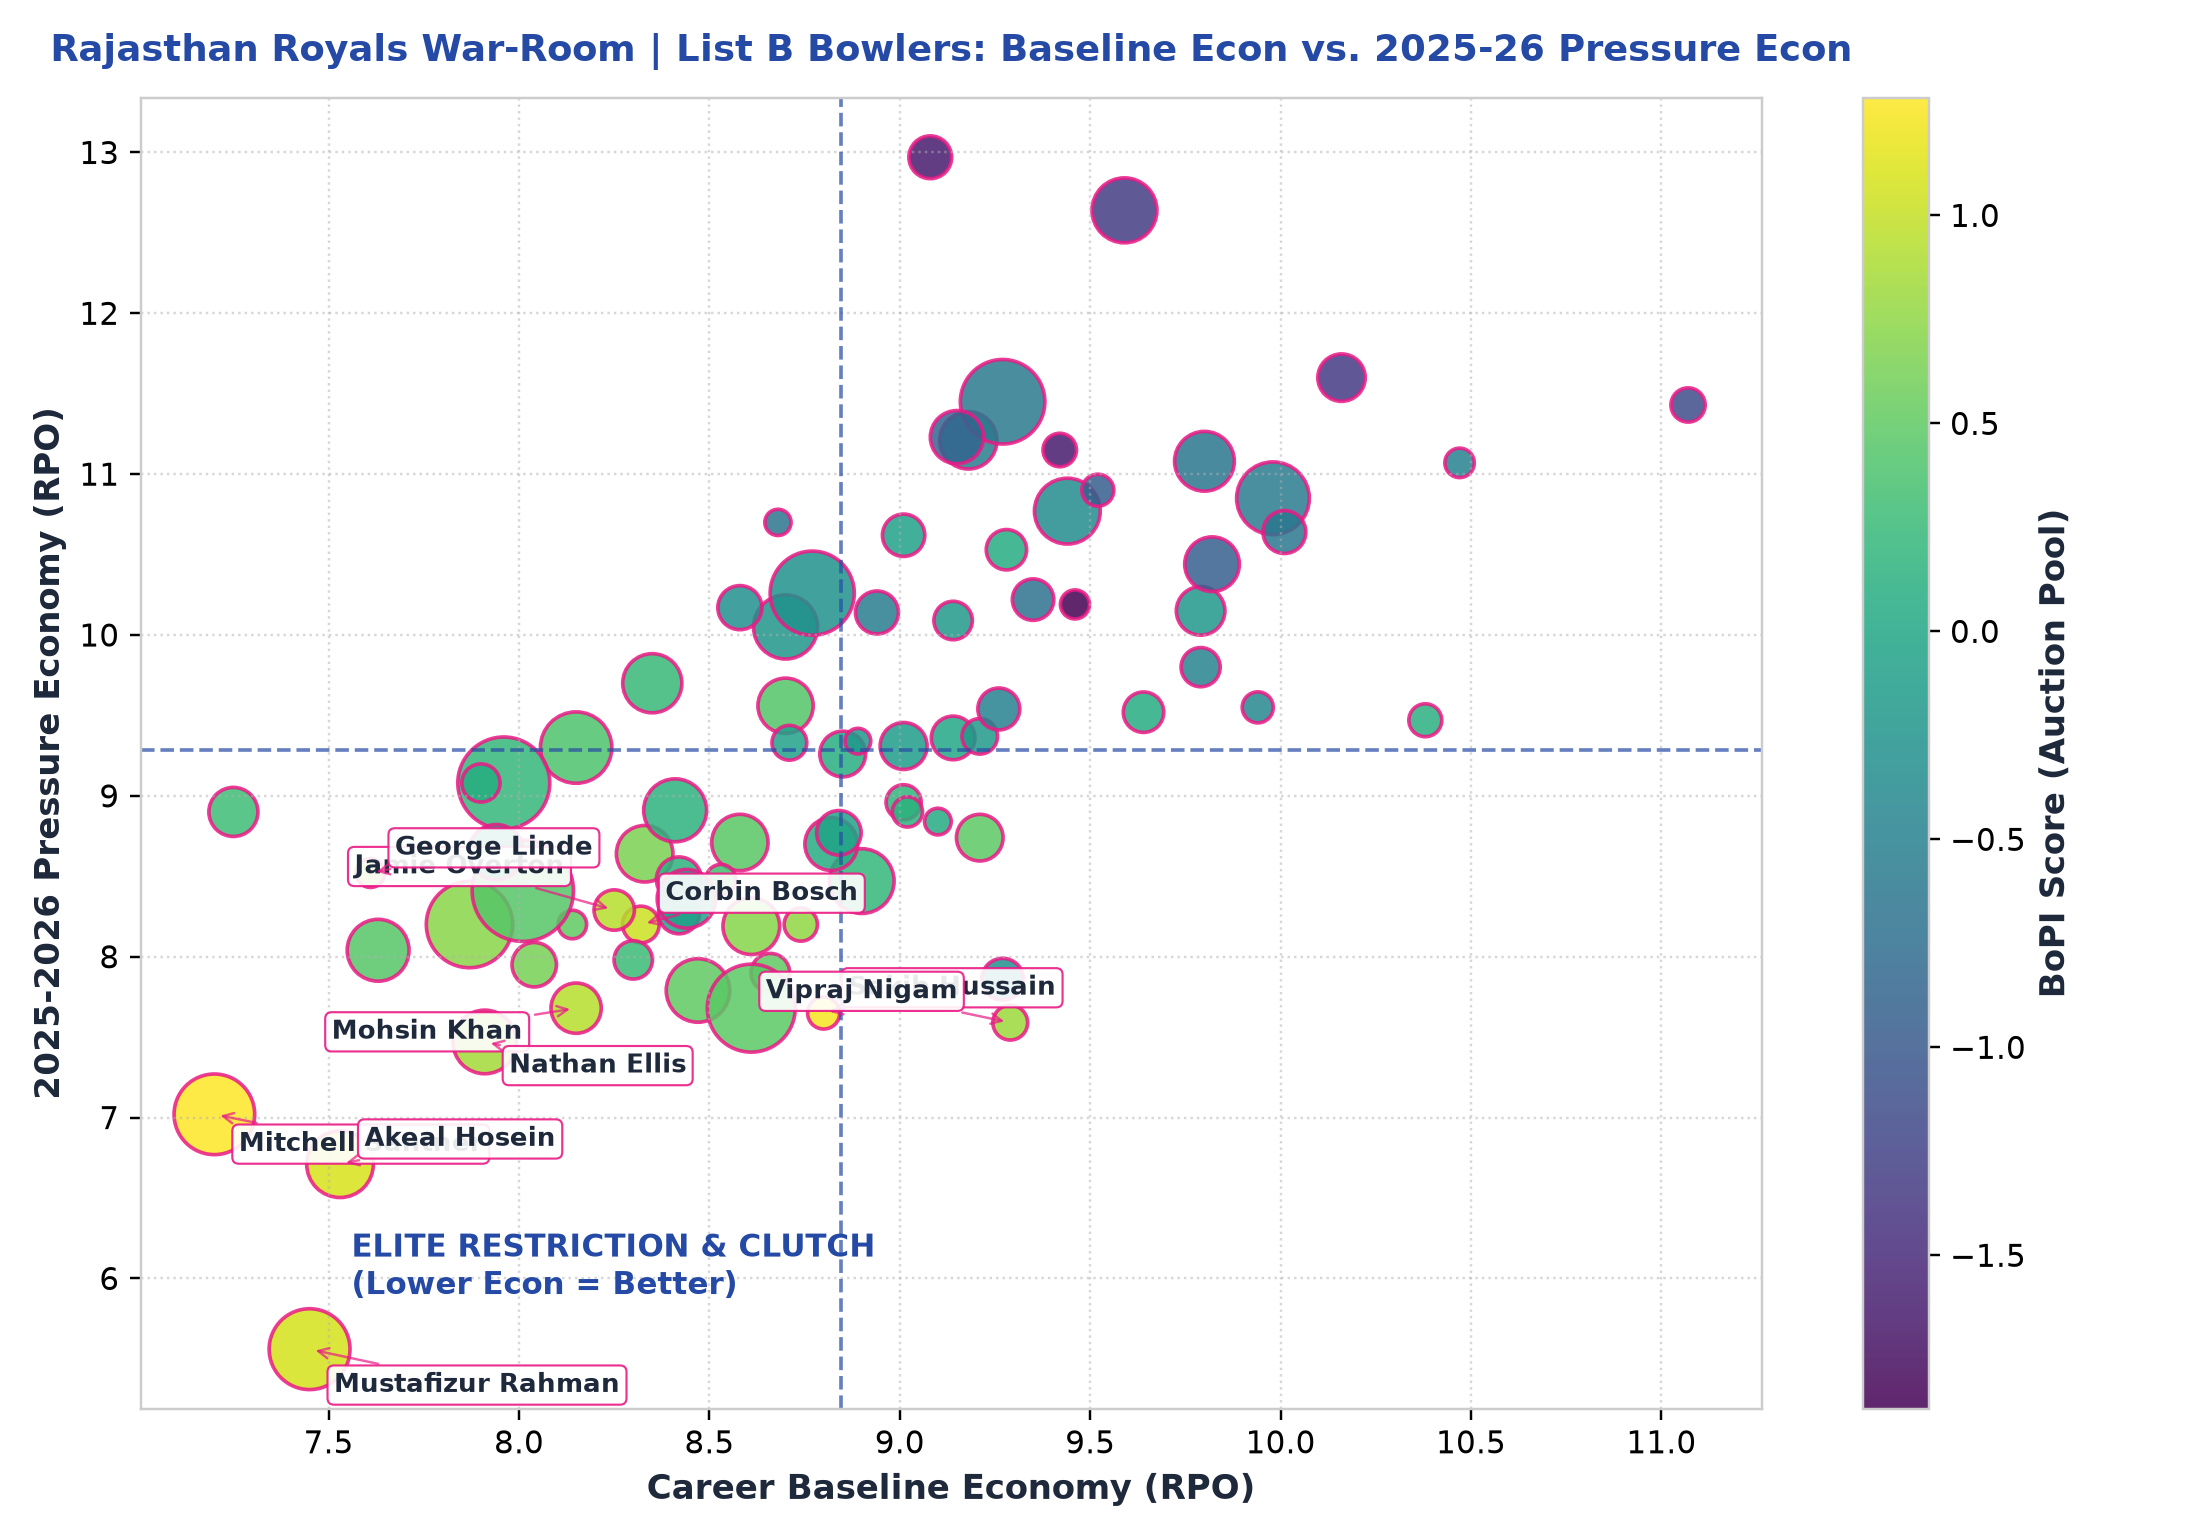 Rajasthan Royals War-Room | List B Bowlers: Baseline Econ vs. 2025-26 Pressure Econ
2025-2026 Pressure Economy (RPO)
13
12
11
10
9
8
7
6
George Linde
Jamie Overton
Corbin Bosch
Vipraj Nigam
ussain
Mohsin Khan
Nathan Ellis
Akeal Hosein
Mitchell
ELITE RESTRICTION & CLUTCH
(Lower Econ = Better)
Mustafizur Rahman
7.5
8.0
8.5
9.0
9.5
10.0
10.5
11.0
Career Baseline Economy (RPO)
1.0
0.5
0.0
−0.5
−1.0
−1.5
BoPI Score (Auction Pool)